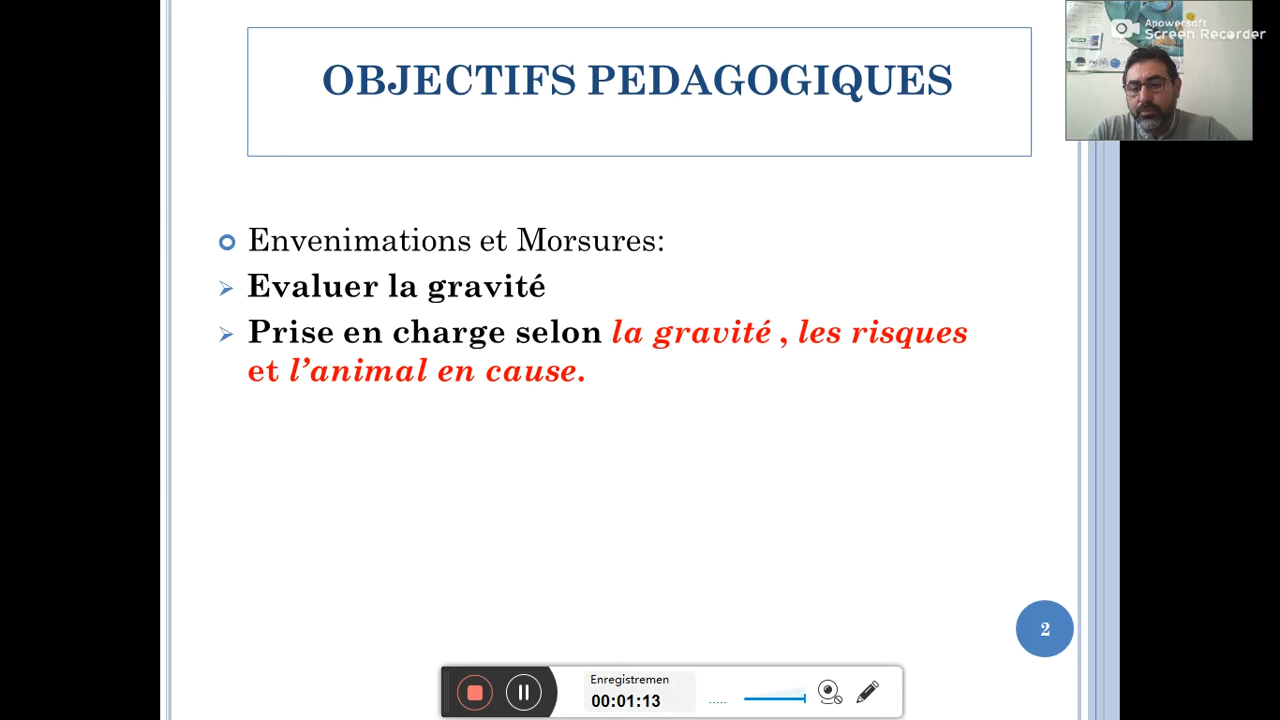 OBJECTIFS PEDAGOGIQUES
Apowersoft
Screen Recorder
Envenimations et Morsures:
Evaluer la gravité
Prise en charge selon la gravité , les risques
et l’animal en cause.
2
Enregistremen
00:01:13